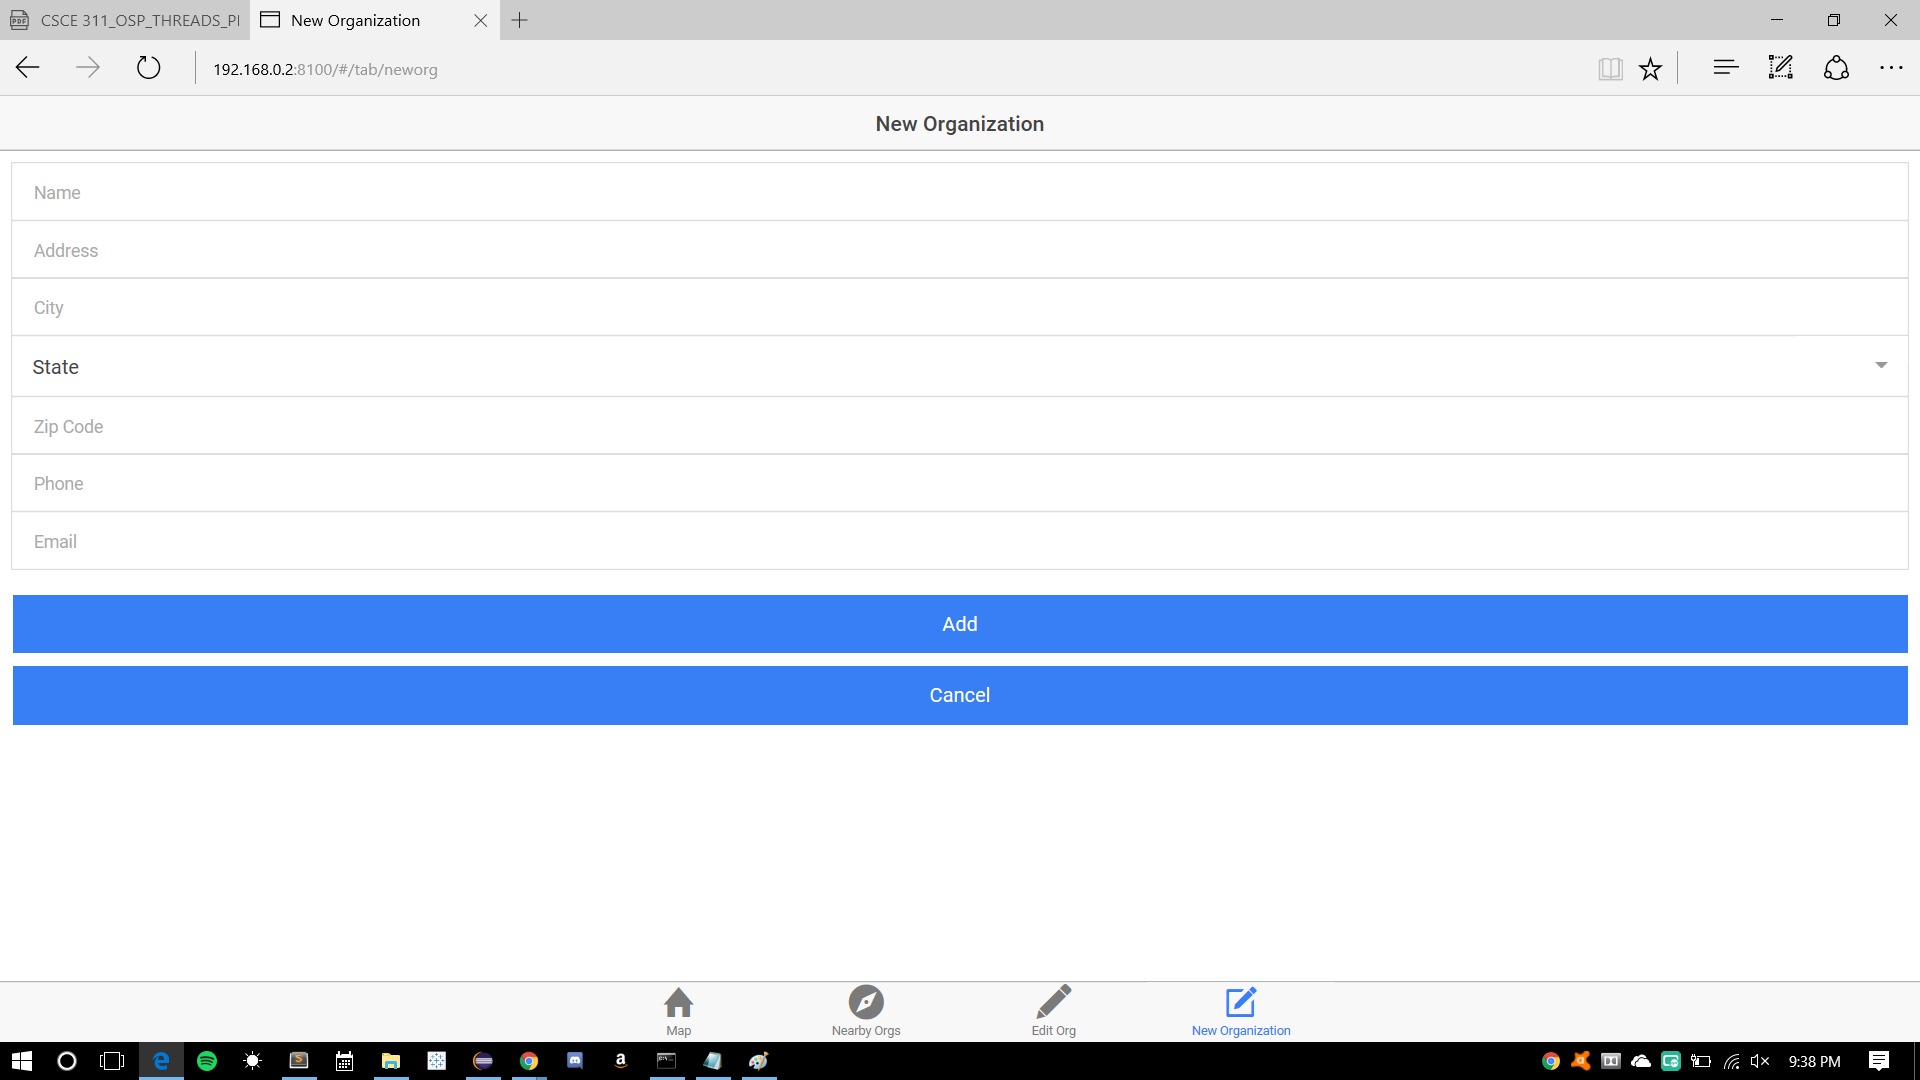 CSCE 311_OSP_THREADS_PI
New Organization
192.168.0.2:8100/#/tab/neworg
New Organization
Name
Address
City
State
Zip Code
Phone
Email
Add
Cancel
Map
Nearby Orgs
Edit Org
New Organization
9:38 PM